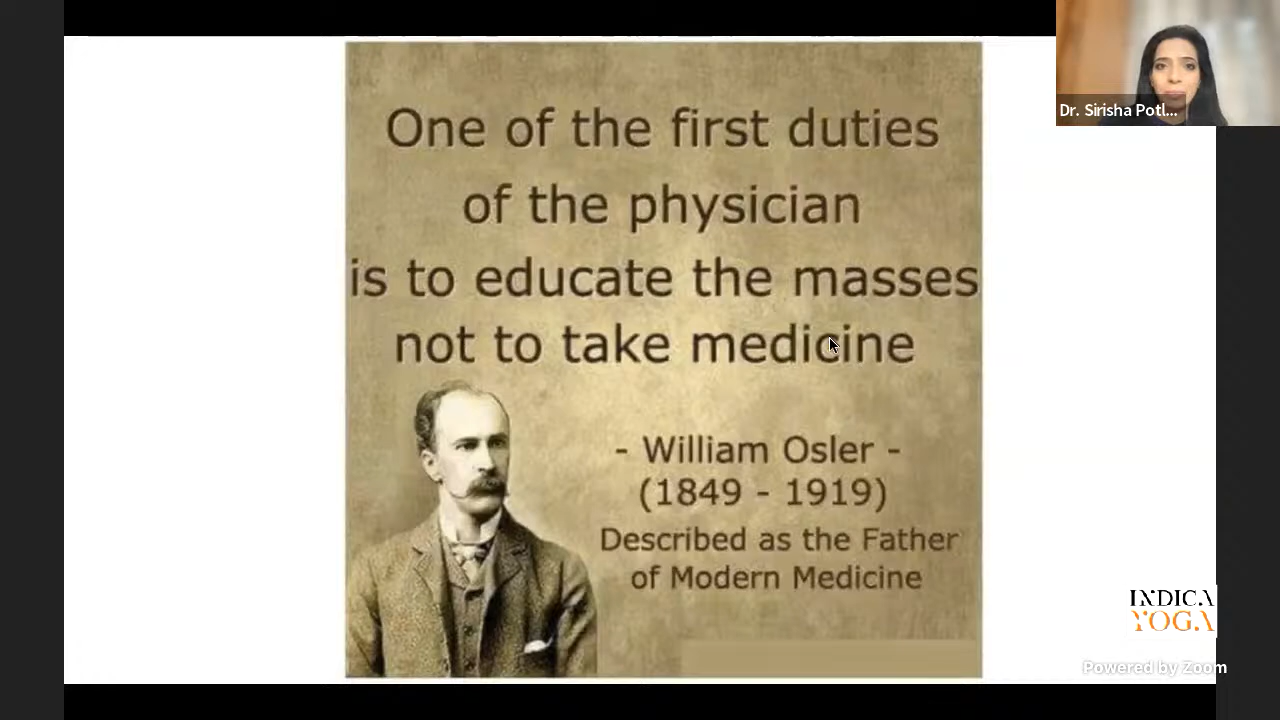 One of the first duties
of the physician
is to educate the masses
not to take medicine
- William Osler -
(1849 - 1919)
Described as the Father
of Modern Medicine
Dr. Sirisha Potl...
INDICA
YOGA
Powered by Zoom